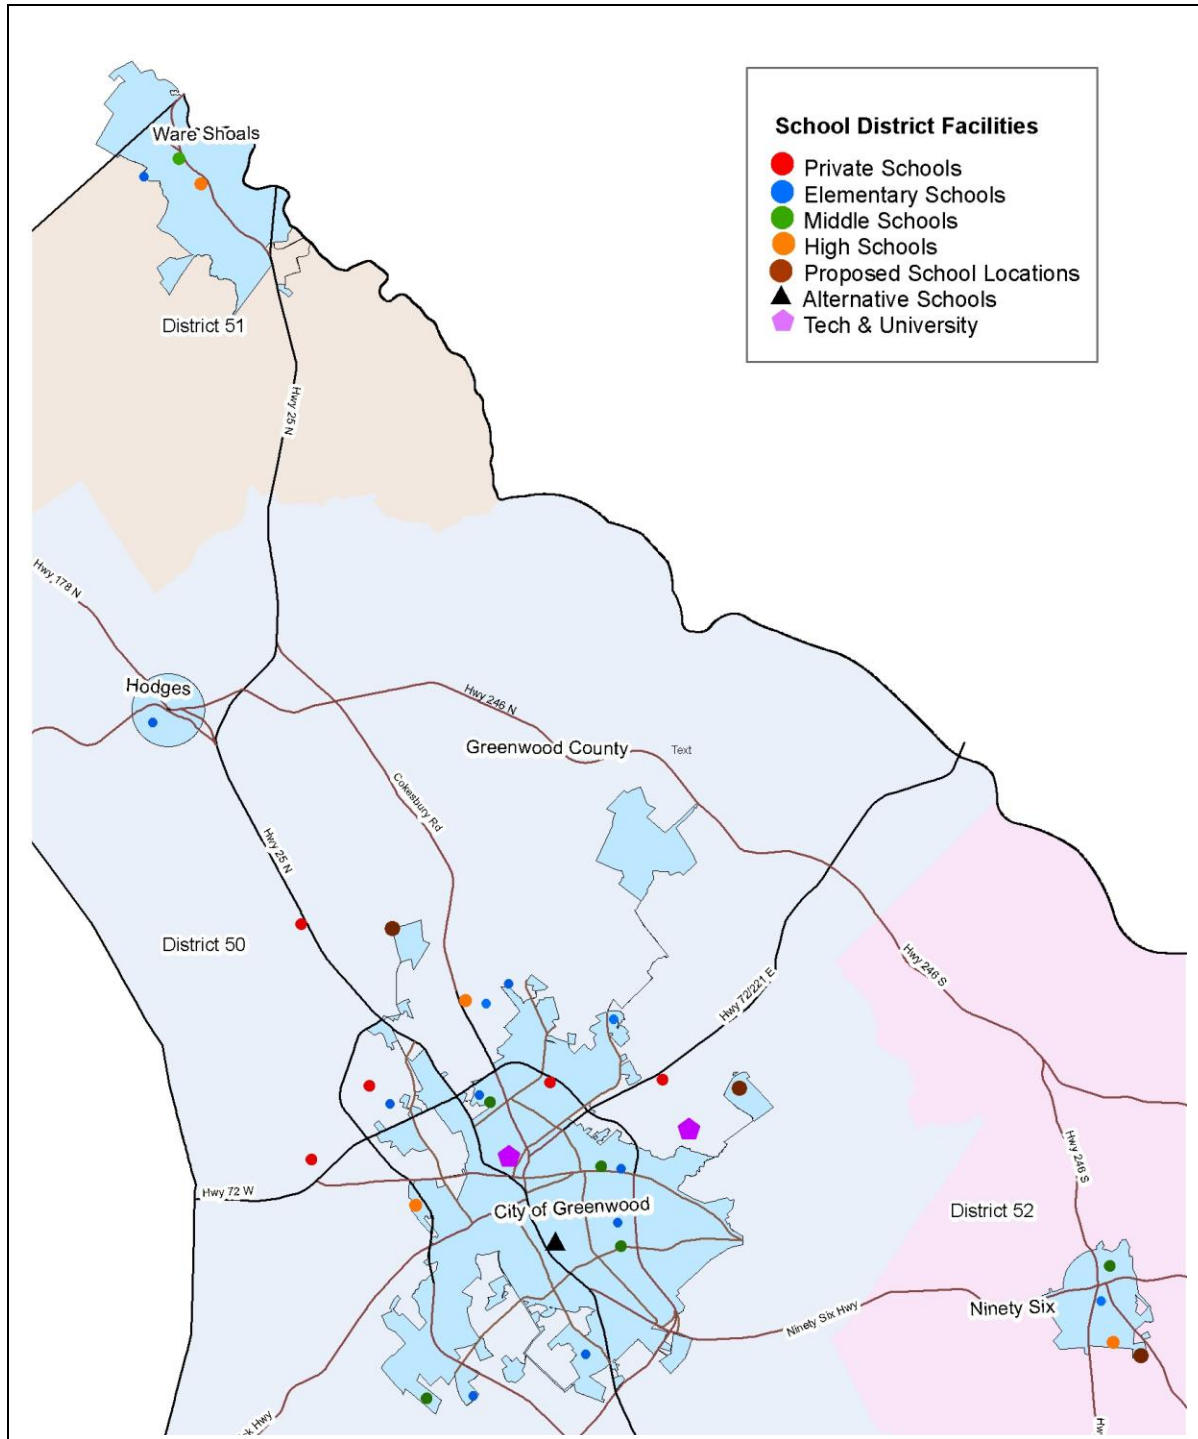 School District Facilities
Private Schools
Elementary Schools
Middle Schools
High Schools
Proposed School Locations
Alternative Schools
Tech & University
Ware Shoals
District 51
Hwy 25 N
Hwy 178 N
Hodges
Hwy 246 N
Greenwood County
Text
Cokesbury Rd
Hwy 25 N
District 50
Hwy 246 S
Hwy 72/221 E
Hwy 246 S
Hwy 72 W
City of Greenwood
District 52
Ninety Six
Ninety Six Hwy
Hwy